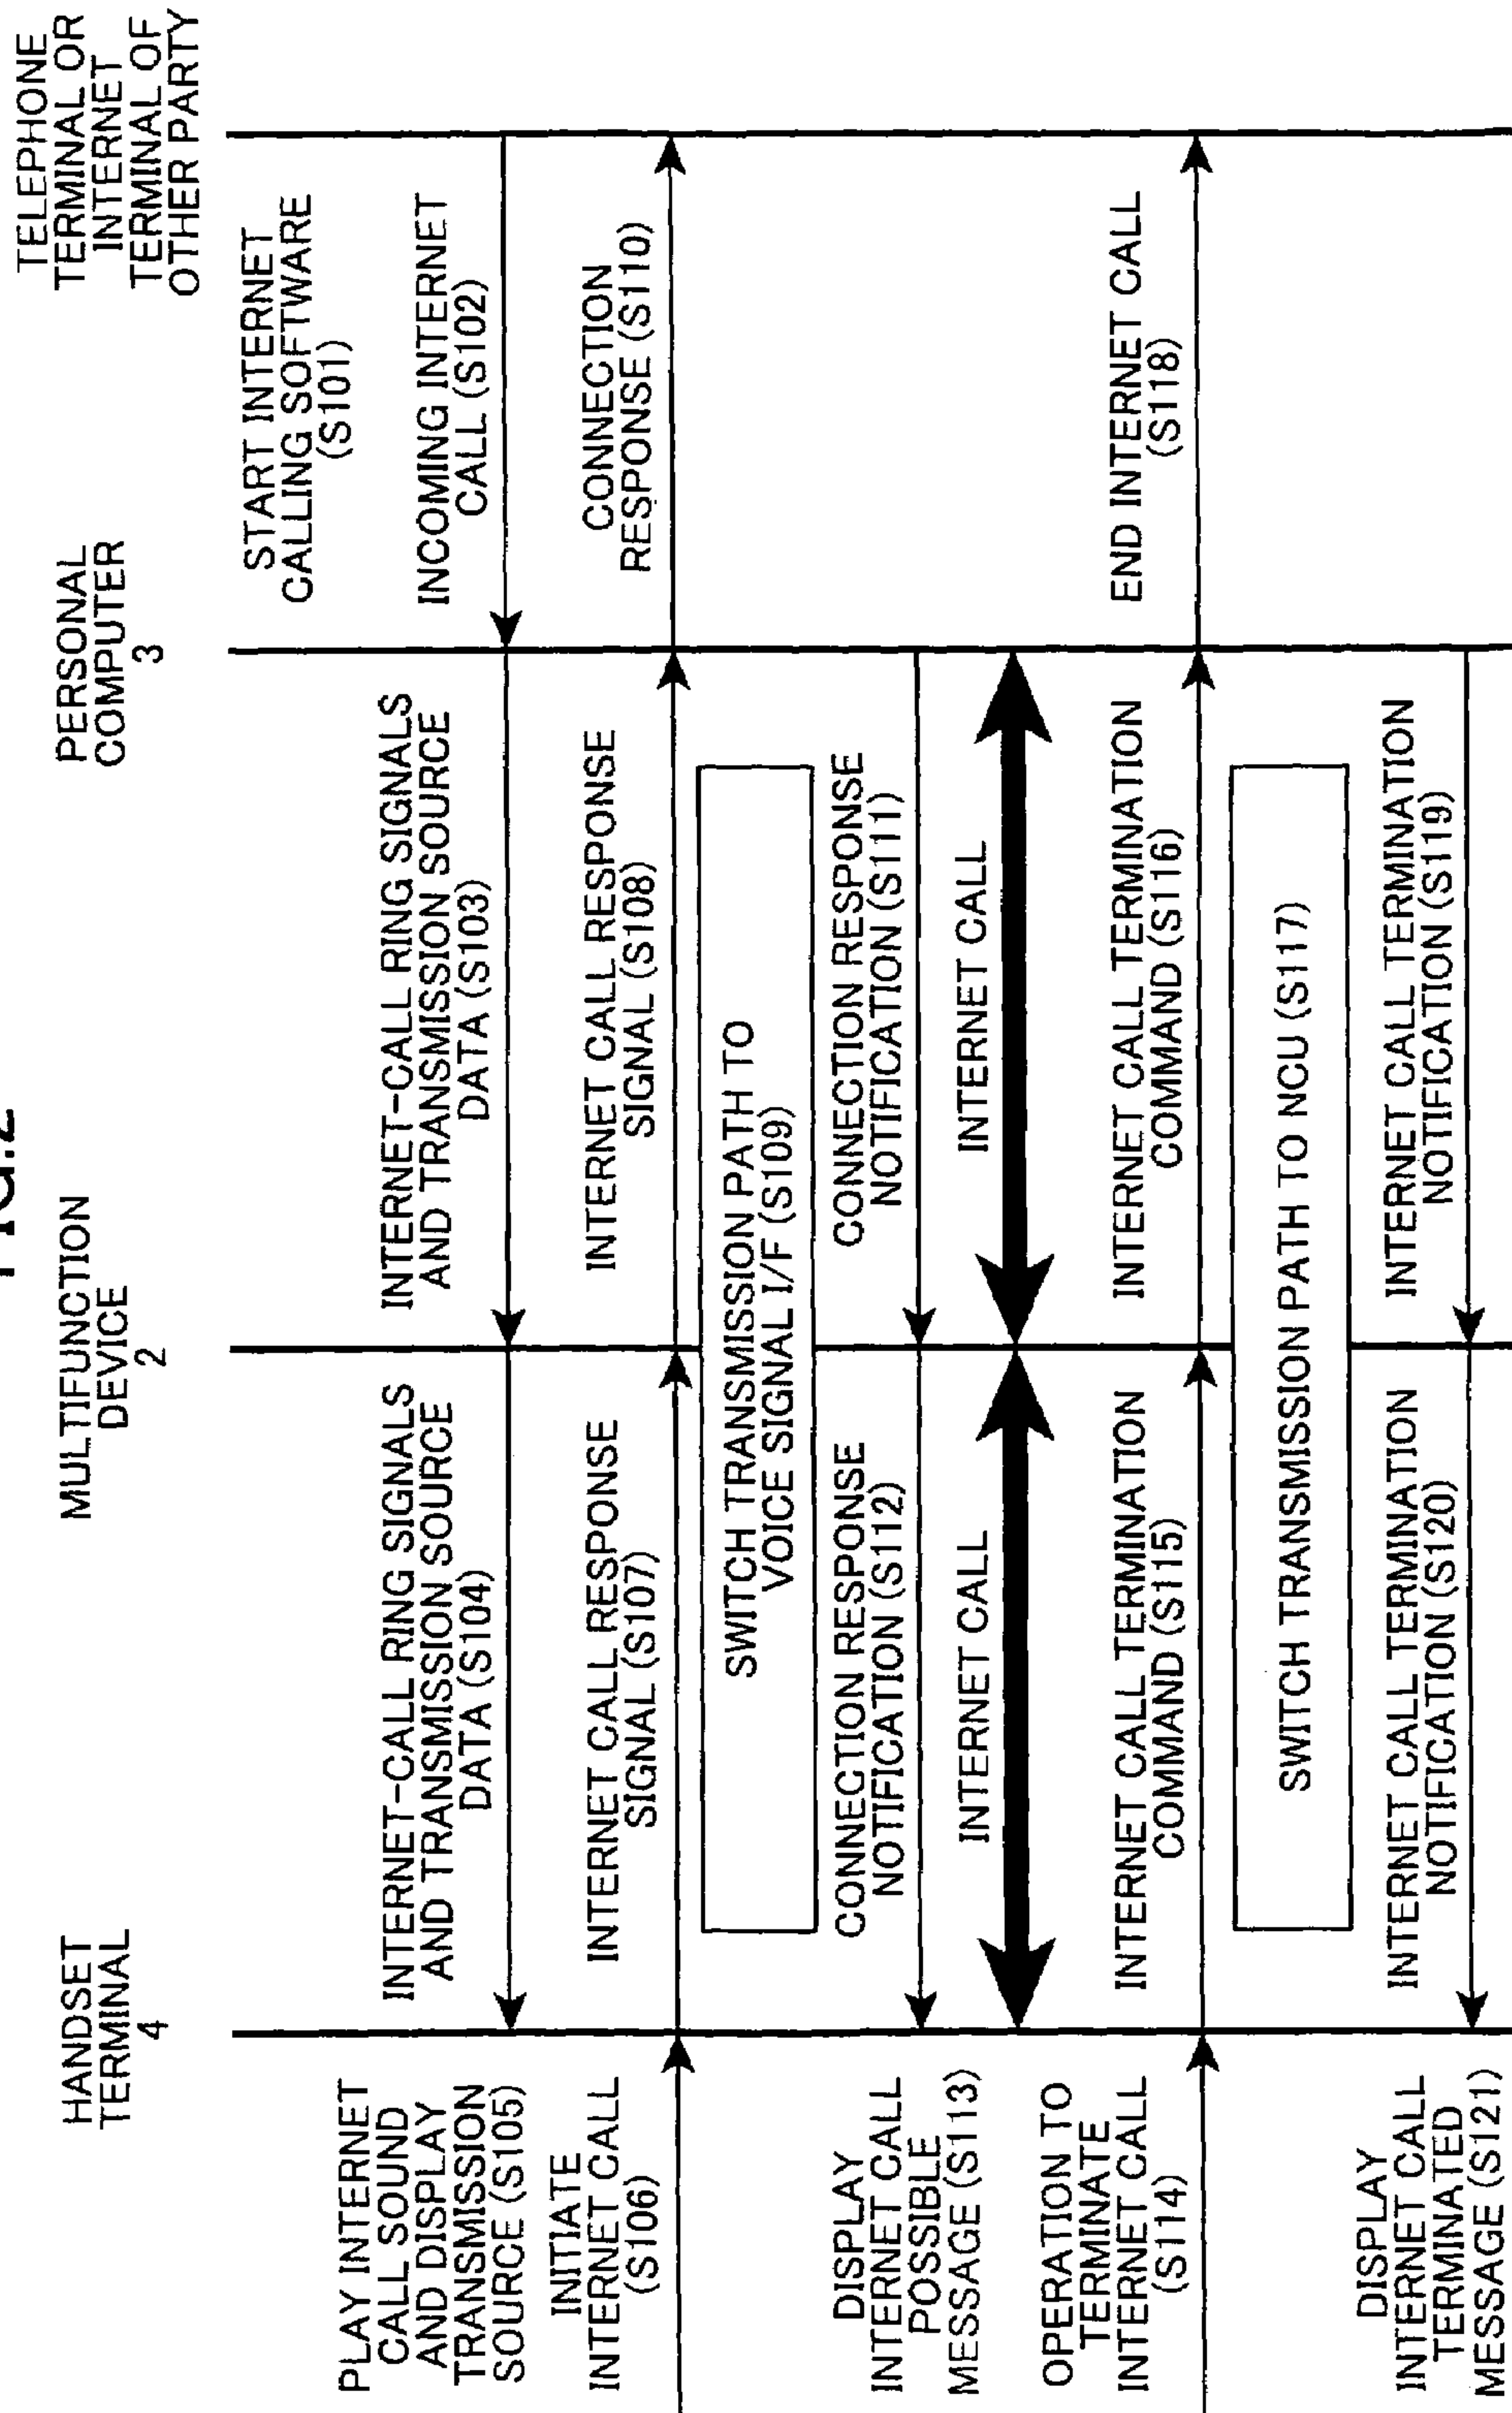 FIG.2
HANDSET
TERMINAL
4
MULTIFUNCTION
DEVICE
2
PERSONAL
COMPUTER
3
TELEPHONE
TERMINAL OR
INTERNET
TERMINAL OF
OTHER PARTY
START INTERNET
CALLING SOFTWARE
(S101)
INCOMING INTERNET
CALL (S102)
INTERNET-CALL RING SIGNALS
AND TRANSMISSION SOURCE
DATA (S103)
INTERNET-CALL RING SIGNALS
AND TRANSMISSION SOURCE
DATA (S104)
PLAY INTERNET
CALL SOUND
AND DISPLAY
TRANSMISSION
SOURCE (S105)
INITIATE
INTERNET CALL
(S106)
INTERNET CALL RESPONSE
SIGNAL (S107)
INTERNET CALL RESPONSE
SIGNAL (S108)
CONNECTION
RESPONSE (S110)
SWITCH TRANSMISSION PATH TO
VOICE SIGNAL I/F (S109)
CONNECTION RESPONSE
NOTIFICATION (S111)
CONNECTION RESPONSE
NOTIFICATION (S112)
DISPLAY
INTERNET CALL
POSSIBLE
MESSAGE (S113)
INTERNET CALL
INTERNET CALL
OPERATION TO
TERMINATE
INTERNET CALL
(S114)
INTERNET CALL TERMINATION
COMMAND (S115)
INTERNET CALL TERMINATION
COMMAND (S116)
END INTERNET CALL
(S118)
SWITCH TRANSMISSION PATH TO NCU (S117)
INTERNET CALL TERMINATION
NOTIFICATION (S119)
INTERNET CALL TERMINATION
NOTIFICATION (S120)
DISPLAY
INTERNET CALL
TERMINATED
MESSAGE (S121)